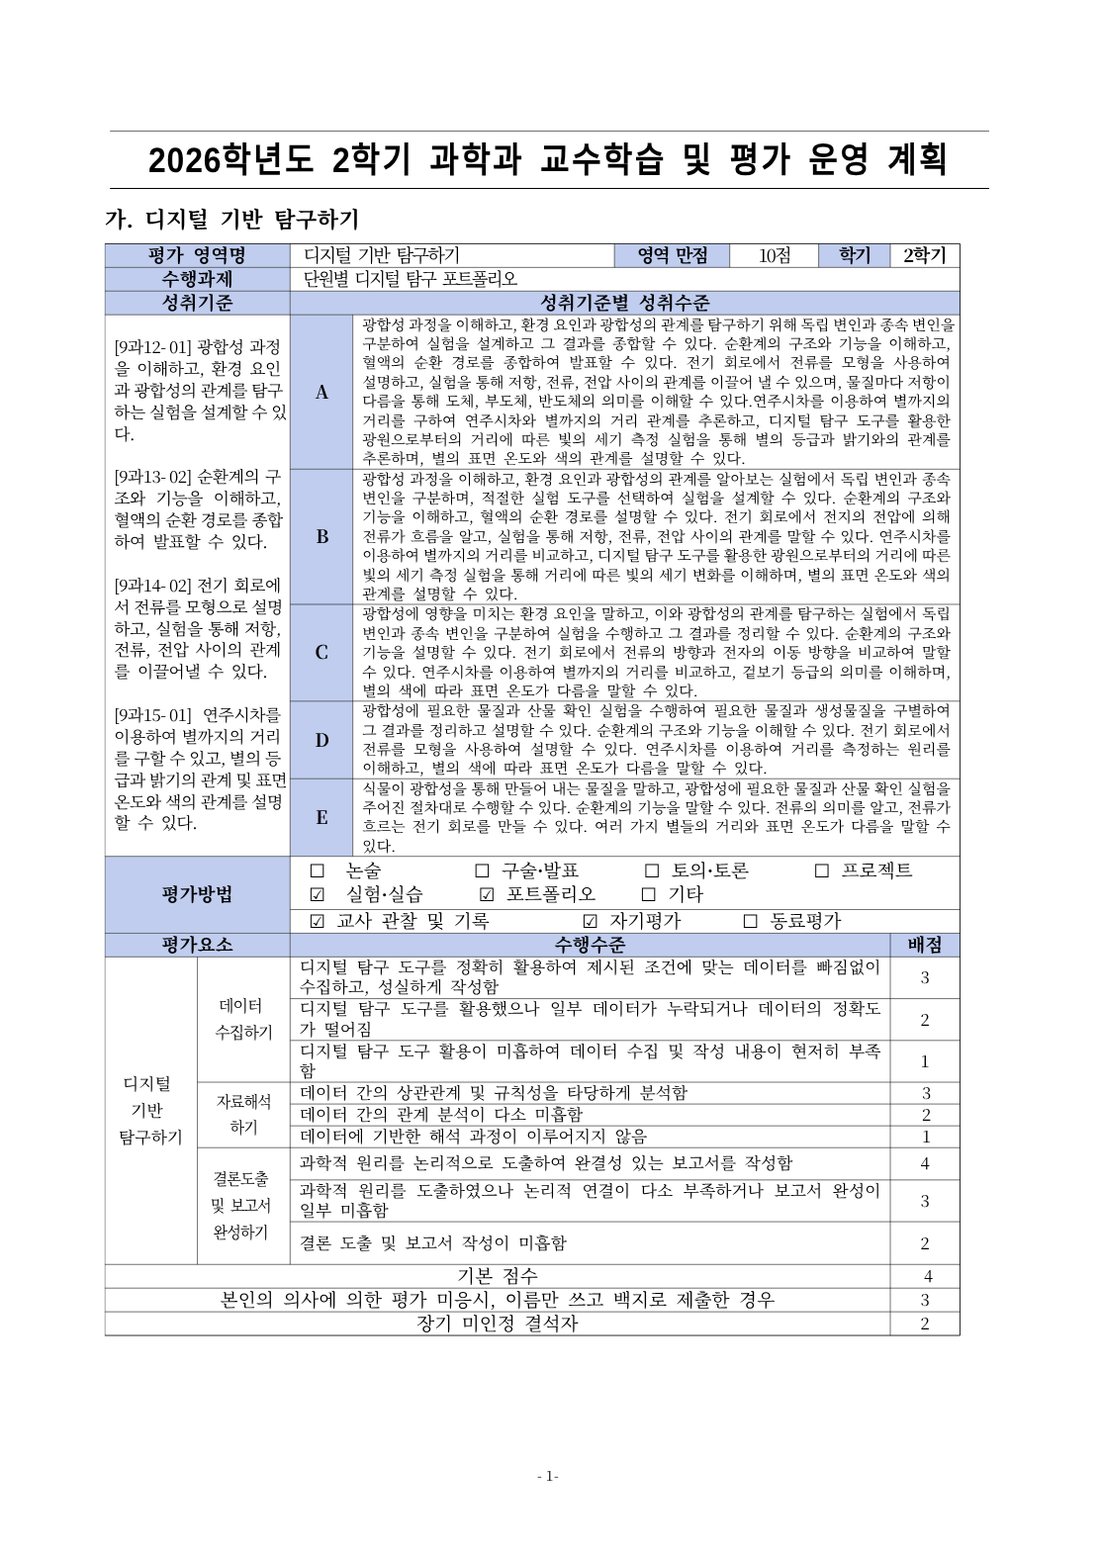 2026학년도 2학기 과학과 교수학습 및 평가 운영 계획
가. 디지털 기반 탐구하기
평가 영역명 디지털 기반 탐구하기 영역 만점 10점 학기 2학기
수행과제 단원별 디지털 탐구 포트폴리오
성취기준 성취기준별 성취수준
[9과12-01] 광합성 과정
을 이해하고, 환경 요인
과 광합성의 관계를 탐구
하는 실험을 설계할 수 있
다.
[9과13-02] 순환계의 구
조와 기능을 이해하고,
혈액의 순환 경로를 종합
하여 발표할 수 있다.
[9과14-02] 전기 회로에
서 전류를 모형으로 설명
하고, 실험을 통해 저항,
전류, 전압 사이의 관계
를 이끌어낼 수 있다.
[9과15-01] 연주시차를
이용하여 별까지의 거리
를 구할 수 있고, 별의 등
급과 밝기의 관계 및 표면
온도와 색의 관계를 설명
할 수 있다.
A
광합성 과정을 이해하고, 환경 요인과 광합성의 관계를 탐구하기 위해 독립 변인과 종속 변인을
구분하여 실험을 설계하고 그 결과를 종합할 수 있다. 순환계의 구조와 기능을 이해하고,
혈액의 순환 경로를 종합하여 발표할 수 있다. 전기 회로에서 전류를 모형을 사용하여
설명하고, 실험을 통해 저항, 전류, 전압 사이의 관계를 이끌어 낼 수 있으며, 물질마다 저항이
다름을 통해 도체, 부도체, 반도체의 의미를 이해할 수 있다.연주시차를 이용하여 별까지의
거리를 구하여 연주시차와 별까지의 거리 관계를 추론하고, 디지털 탐구 도구를 활용한
광원으로부터의 거리에 따른 빛의 세기 측정 실험을 통해 별의 등급과 밝기와의 관계를
추론하며, 별의 표면 온도와 색의 관계를 설명할 수 있다.
B
광합성 과정을 이해하고, 환경 요인과 광합성의 관계를 알아보는 실험에서 독립 변인과 종속
변인을 구분하며, 적절한 실험 도구를 선택하여 실험을 설계할 수 있다. 순환계의 구조와
기능을 이해하고, 혈액의 순환 경로를 설명할 수 있다. 전기 회로에서 전지의 전압에 의해
전류가 흐름을 알고, 실험을 통해 저항, 전류, 전압 사이의 관계를 말할 수 있다. 연주시차를
이용하여 별까지의 거리를 비교하고, 디지털 탐구 도구를 활용한 광원으로부터의 거리에 따른
빛의 세기 측정 실험을 통해 거리에 따른 빛의 세기 변화를 이해하며, 별의 표면 온도와 색의
관계를 설명할 수 있다.
C
광합성에 영향을 미치는 환경 요인을 말하고, 이와 광합성의 관계를 탐구하는 실험에서 독립
변인과 종속 변인을 구분하여 실험을 수행하고 그 결과를 정리할 수 있다. 순환계의 구조와
기능을 설명할 수 있다. 전기 회로에서 전류의 방향과 전자의 이동 방향을 비교하여 말할
수 있다. 연주시차를 이용하여 별까지의 거리를 비교하고, 겉보기 등급의 의미를 이해하며,
별의 색에 따라 표면 온도가 다름을 말할 수 있다.
D
광합성에 필요한 물질과 산물 확인 실험을 수행하여 필요한 물질과 생성물질을 구별하여
그 결과를 정리하고 설명할 수 있다. 순환계의 구조와 기능을 이해할 수 있다. 전기 회로에서
전류를 모형을 사용하여 설명할 수 있다. 연주시차를 이용하여 거리를 측정하는 원리를
이해하고, 별의 색에 따라 표면 온도가 다름을 말할 수 있다.
E
식물이 광합성을 통해 만들어 내는 물질을 말하고, 광합성에 필요한 물질과 산물 확인 실험을
주어진 절차대로 수행할 수 있다. 순환계의 기능을 말할 수 있다. 전류의 의미를 알고, 전류가
흐르는 전기 회로를 만들 수 있다. 여러 가지 별들의 거리와 표면 온도가 다름을 말할 수
있다.
평가방법
☐ 논술 ☐ 구술·발표 ☐ 토의·토론 ☐ 프로젝트
☑ 실험·실습 ☑ 포트폴리오 ☐ 기타
☑ 교사 관찰 및 기록 ☑ 자기평가 ☐ 동료평가
평가요소 수행수준 배점
디지털
기반
탐구하기
데이터
수집하기
디지털 탐구 도구를 정확히 활용하여 제시된 조건에 맞는 데이터를 빠짐없이
수집하고, 성실하게 작성함
3
디지털 탐구 도구를 활용했으나 일부 데이터가 누락되거나 데이터의 정확도
가 떨어짐
2
디지털 탐구 도구 활용이 미흡하여 데이터 수집 및 작성 내용이 현저히 부족
함
1
자료해석
하기
데이터 간의 상관관계 및 규칙성을 타당하게 분석함 3
데이터 간의 관계 분석이 다소 미흡함 2
데이터에 기반한 해석 과정이 이루어지지 않음 1
결론도출
및 보고서
완성하기
과학적 원리를 논리적으로 도출하여 완결성 있는 보고서를 작성함 4
과학적 원리를 도출하였으나 논리적 연결이 다소 부족하거나 보고서 완성이
일부 미흡함
3
결론 도출 및 보고서 작성이 미흡함 2
기본 점수 4
본인의 의사에 의한 평가 미응시, 이름만 쓰고 백지로 제출한 경우 3
장기 미인정 결석자 2
- 1-